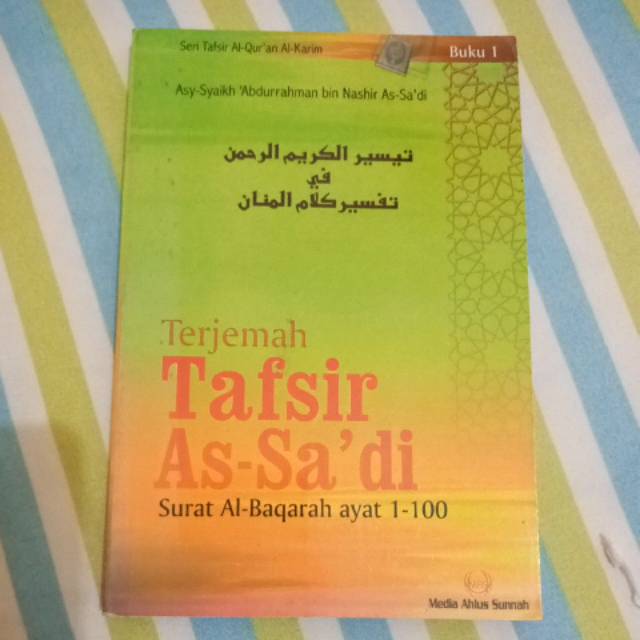 Seri Tafsir Al-Qur'an Al-Karim
Buku 1
Asy-Syaikh 'Abdurrahman bin Nashir As-Sa'di
تيسير الكريم الرحمن
في
تفسير كلام المنان
Terjemah
Tafsir
As-Sa'di
Surat Al-Baqarah ayat 1-100
Media Ahlus Sunnah